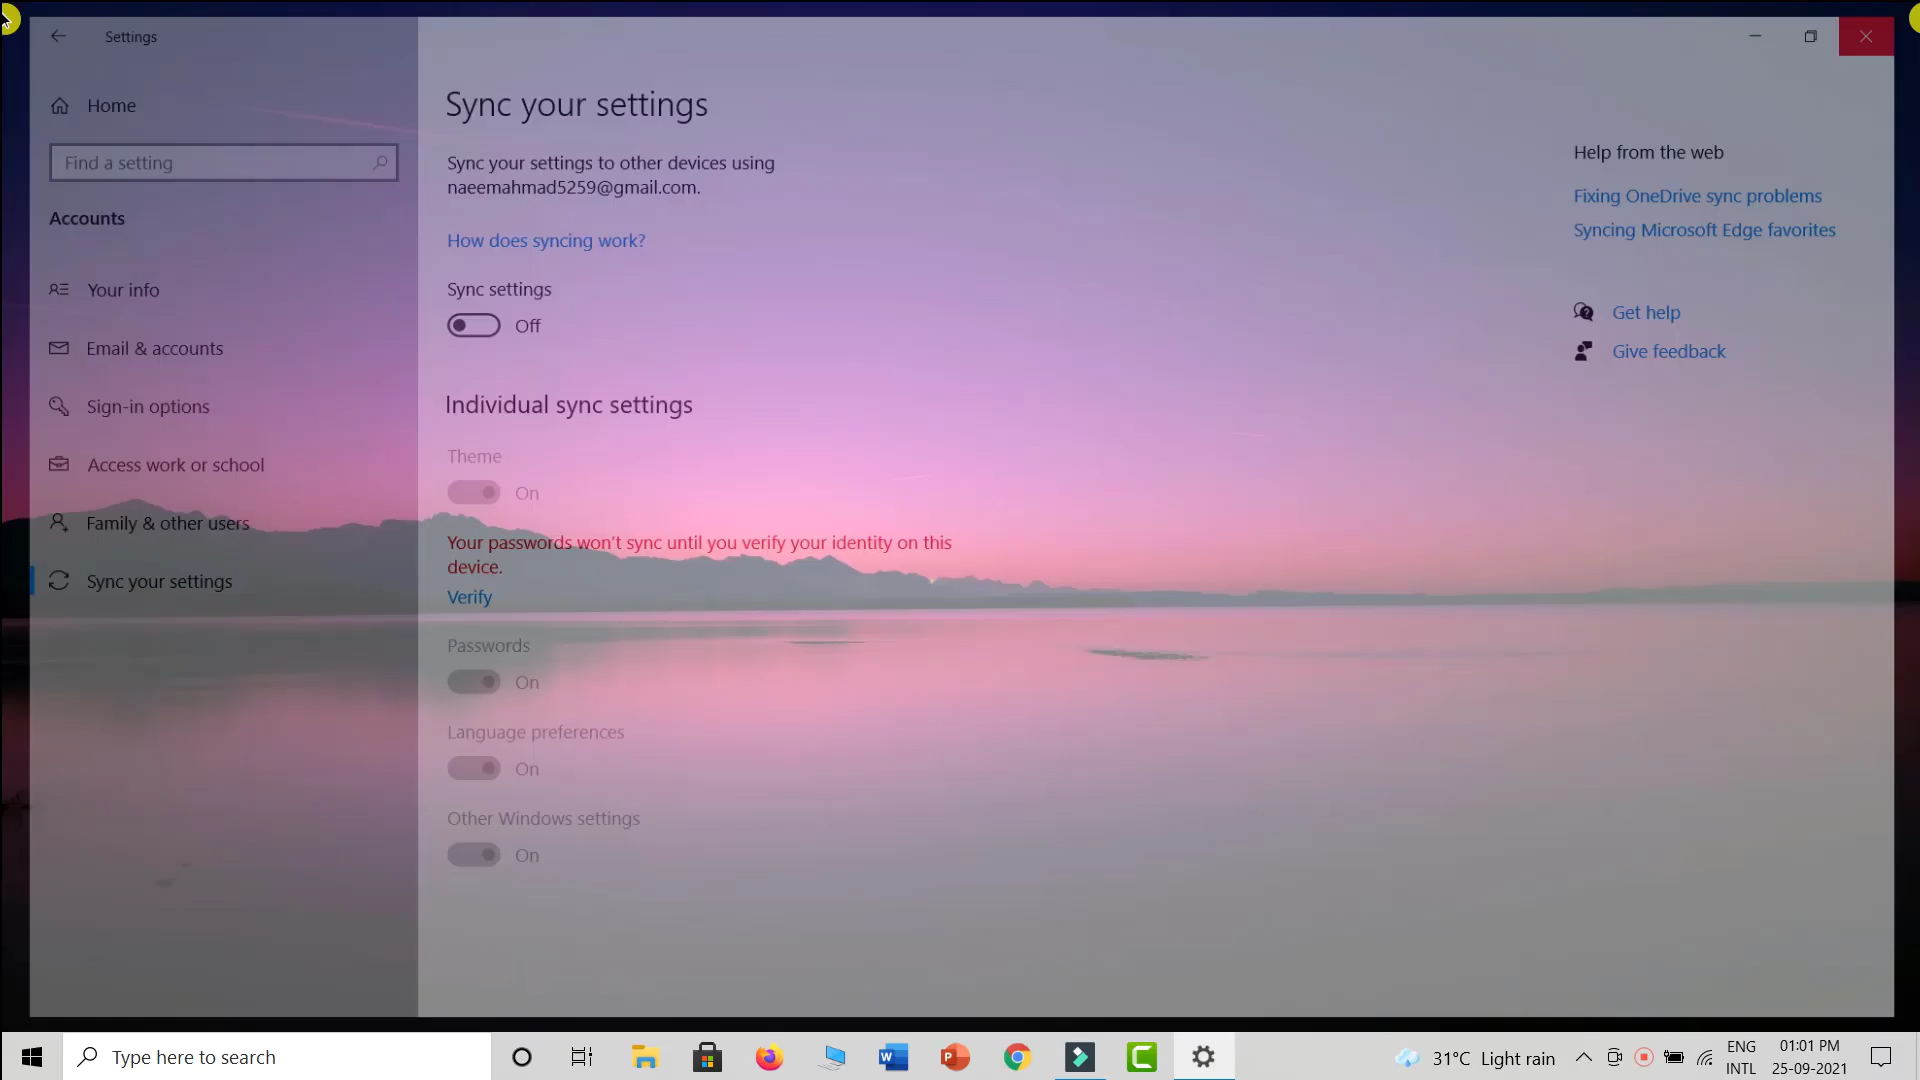 Settings
Home
Find a setting
Accounts
Your info
Email & accounts
Sign-in options
Access work or school
Family & other users
Sync your settings
Sync your settings
Sync your settings to other devices using
naeemahmad5259@gmail.com.
How does syncing work?
Sync settings
Off
Individual sync settings
Theme
On
Your passwords won't sync until you verify your identity on this
device.
Verify
Passwords
On
Language preferences
On
Other Windows settings
On
Help from the web
Fixing OneDrive sync problems
Syncing Microsoft Edge favorites
Get help
Give feedback
Type here to search
31°C Light rain
ENG
INTL
01:01 PM
25-09-2021